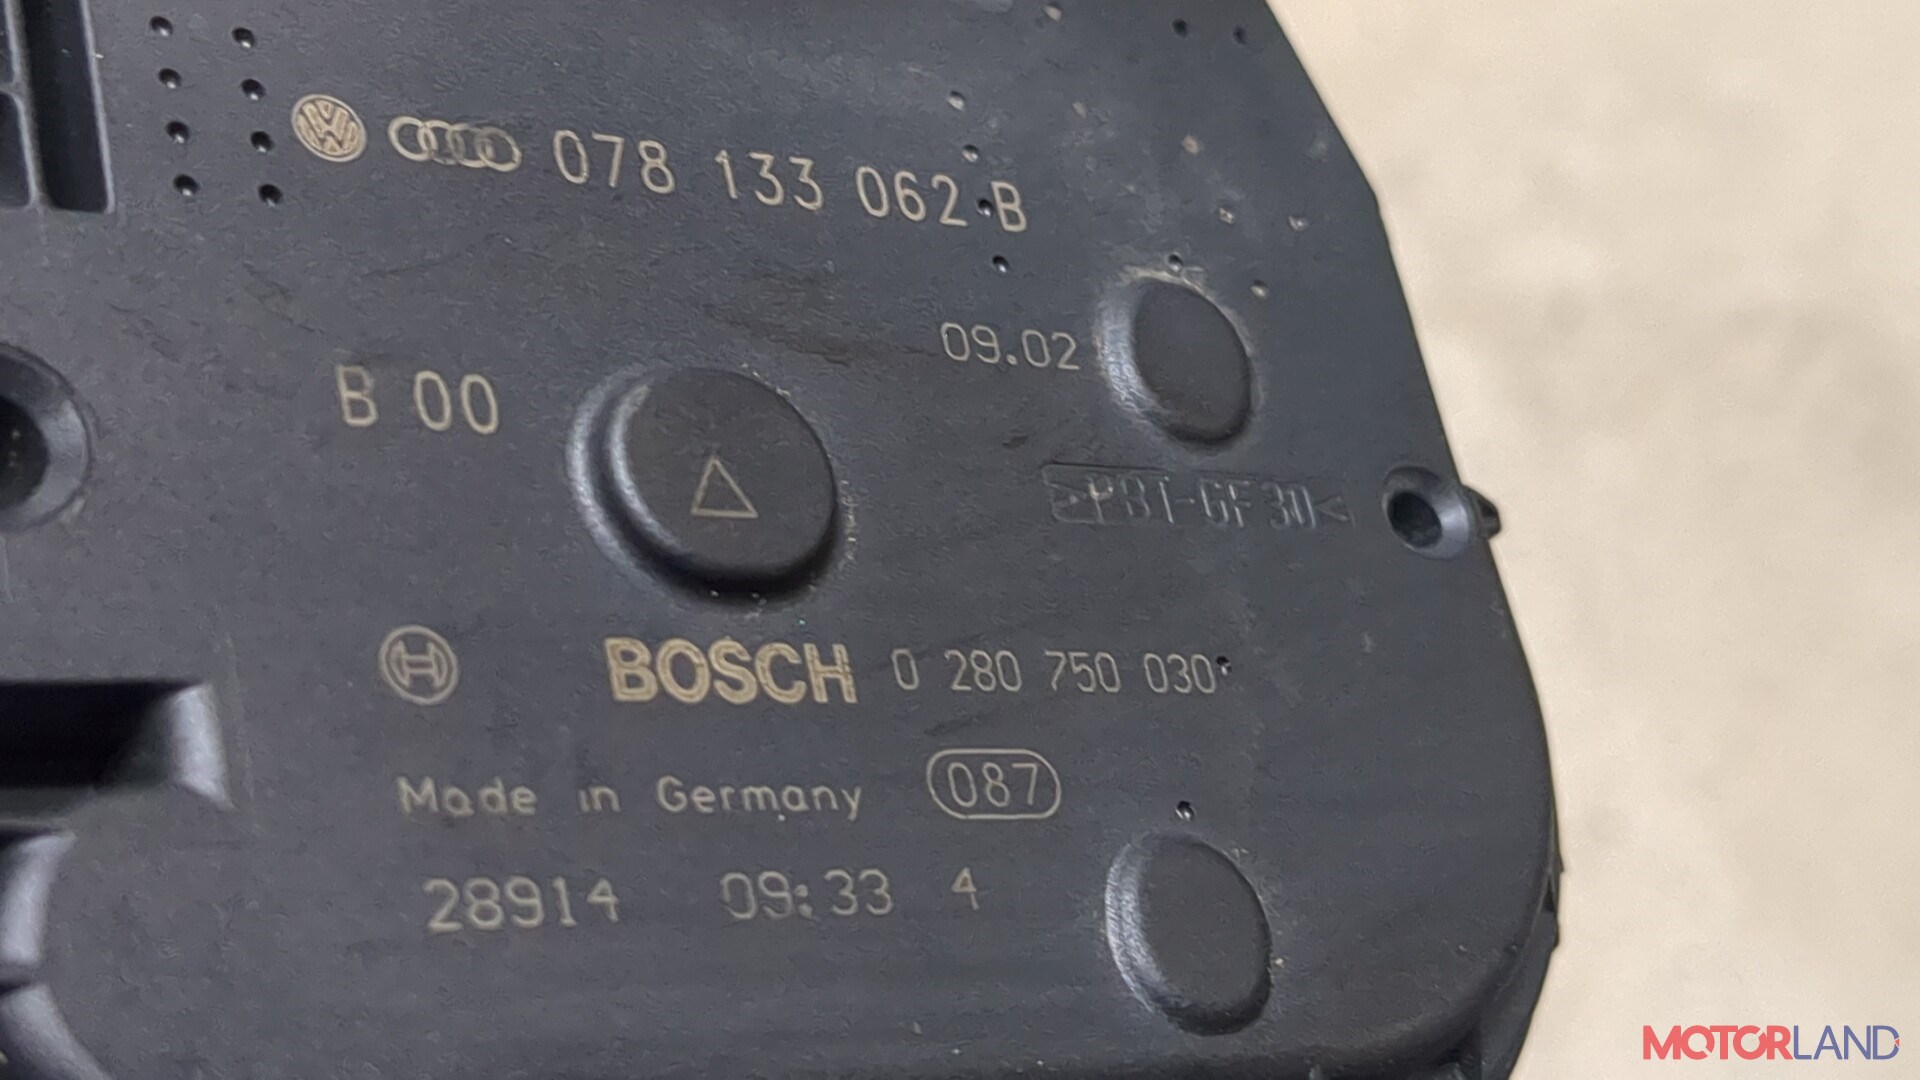 078 133 062 B
09.02
B 00
>PBT-GF30<
BOSCH 0 280 750 030
Made in Germany 087
28914 09:33 4
MOTORLAND